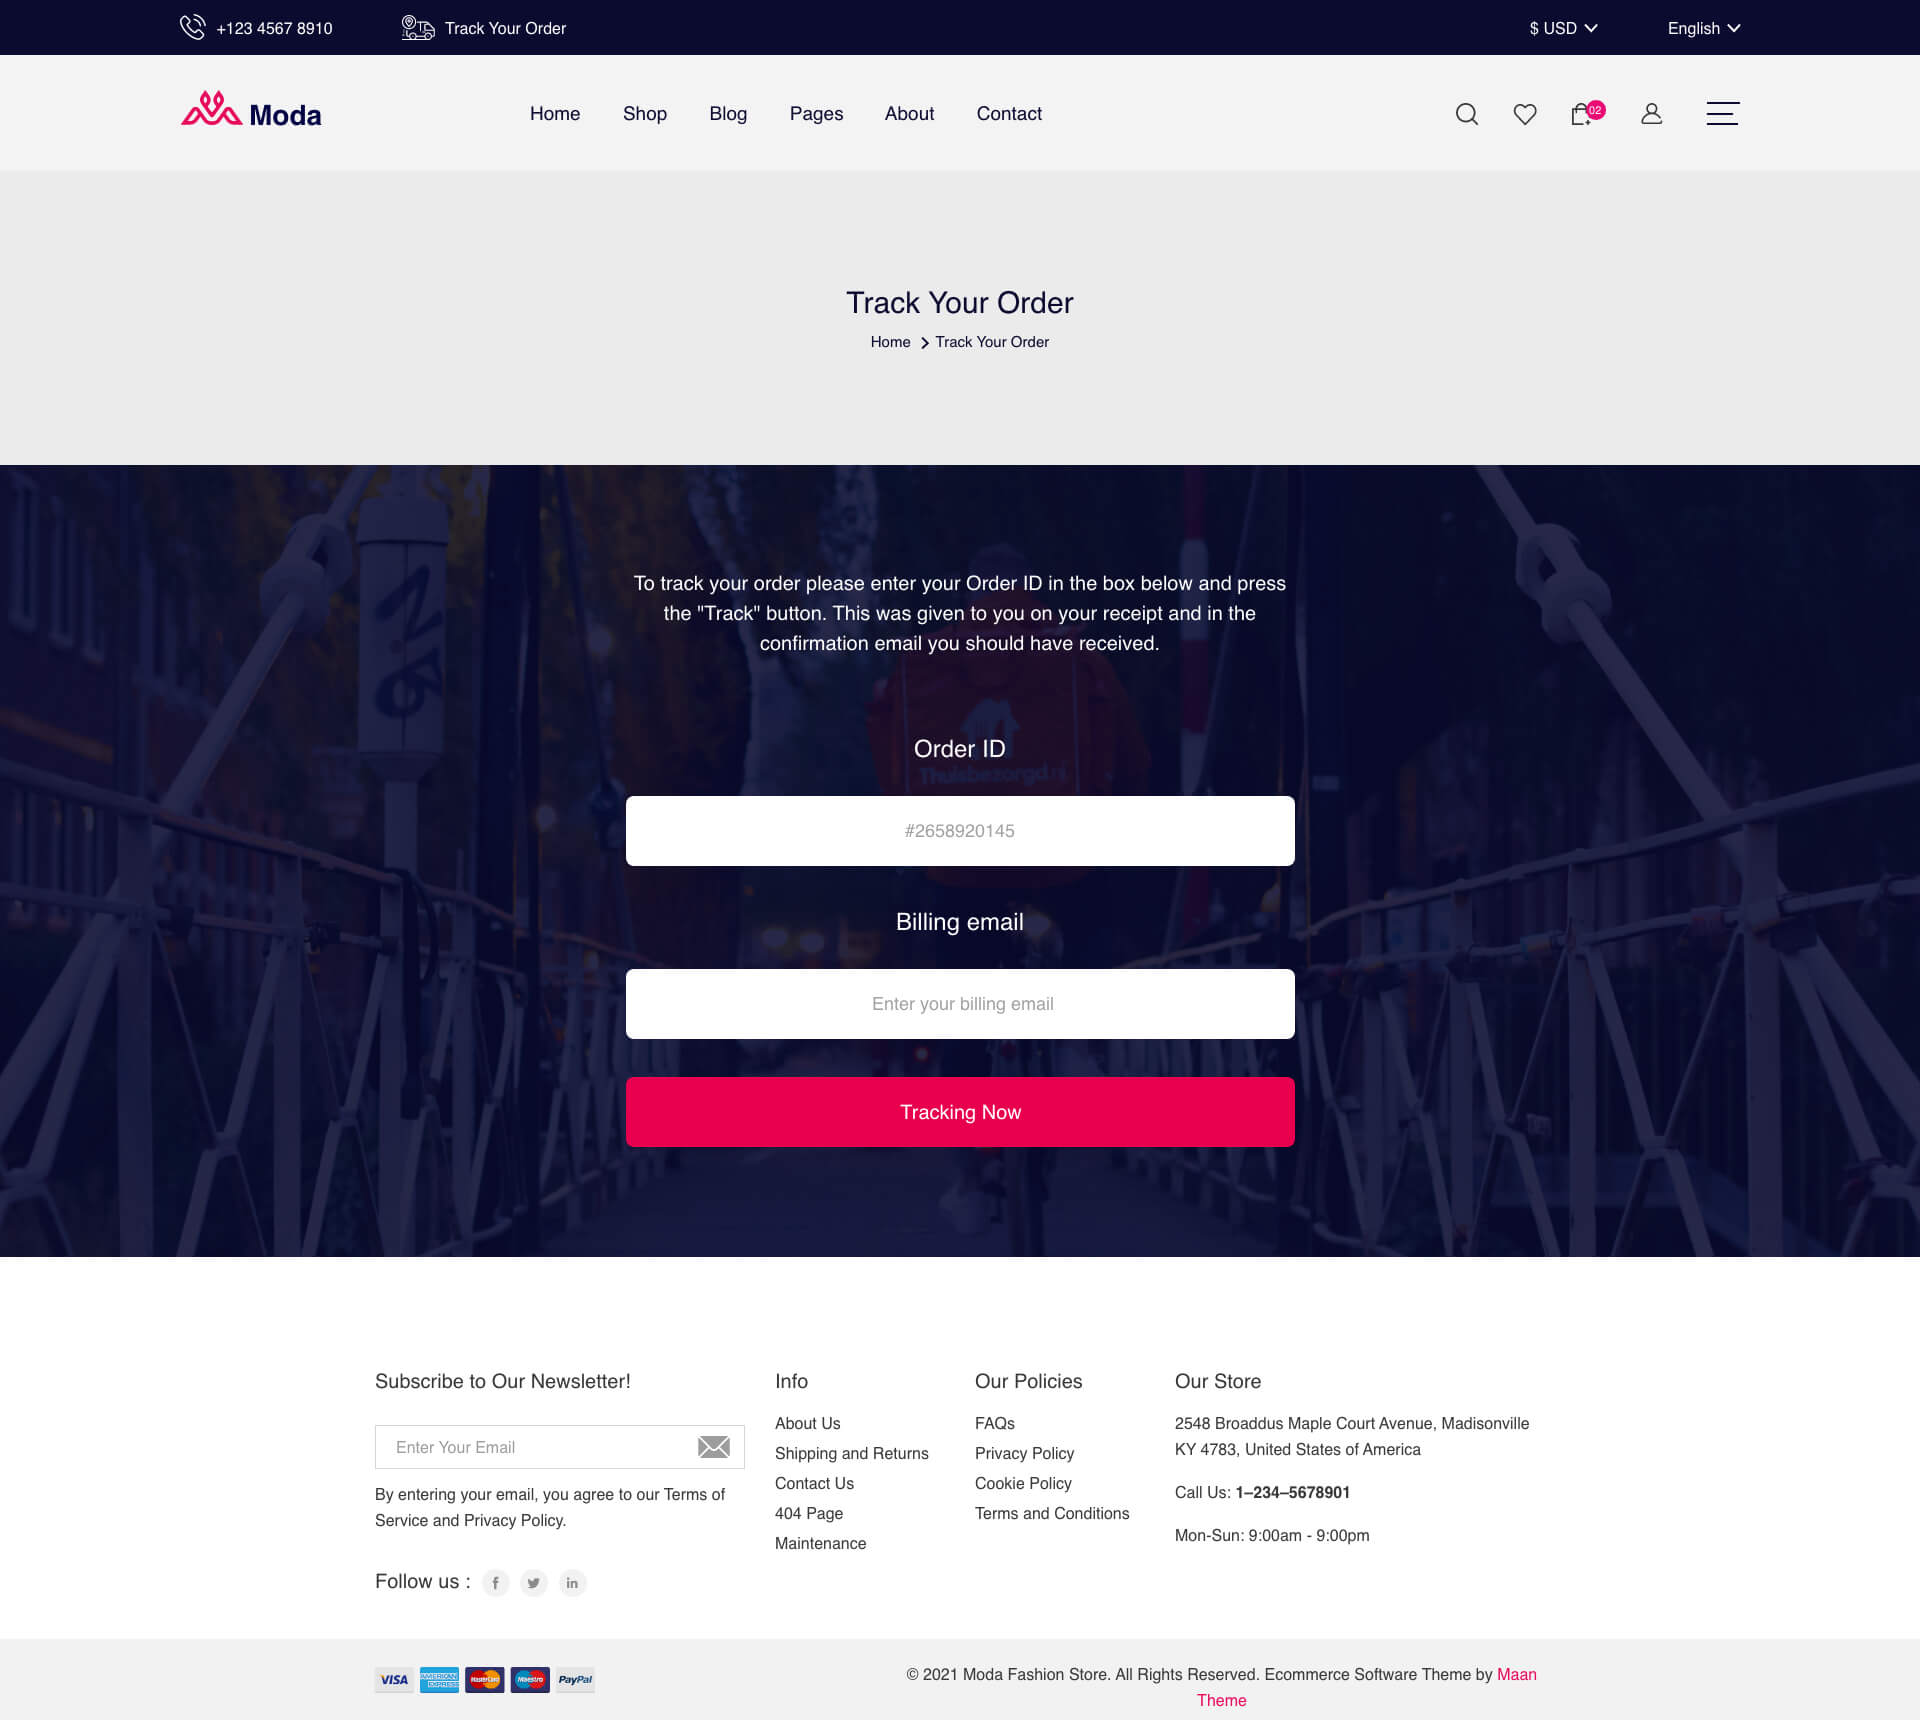 +123 4567 8910
Track Your Order
$ USD
English
Moda
Home
Shop
Blog
Pages
About
Contact
02
Track Your Order
Home
Track Your Order
To track your order please enter your Order ID in the box below and press
the "Track" button. This was given to you on your receipt and in the
confirmation email you should have received.
Order ID
Thuisbezorgd.nl
#2658920145
Billing email
Enter your billing email
Tracking Now
Subscribe to Our Newsletter!
Enter Your Email
By entering your email, you agree to our Terms of
Service and Privacy Policy.
Follow us :
Info
About Us
Shipping and Returns
Contact Us
404 Page
Maintenance
Our Policies
FAQs
Privacy Policy
Cookie Policy
Terms and Conditions
Our Store
2548 Broaddus Maple Court Avenue, Madisonville
KY 4783, United States of America
Call Us: 1–234–5678901
Mon-Sun: 9:00am - 9:00pm
VISA
AMERICAN
EXPRESS
MasterCard
Maestro
PayPal
© 2021 Moda Fashion Store. All Rights Reserved. Ecommerce Software Theme by Maan
Theme